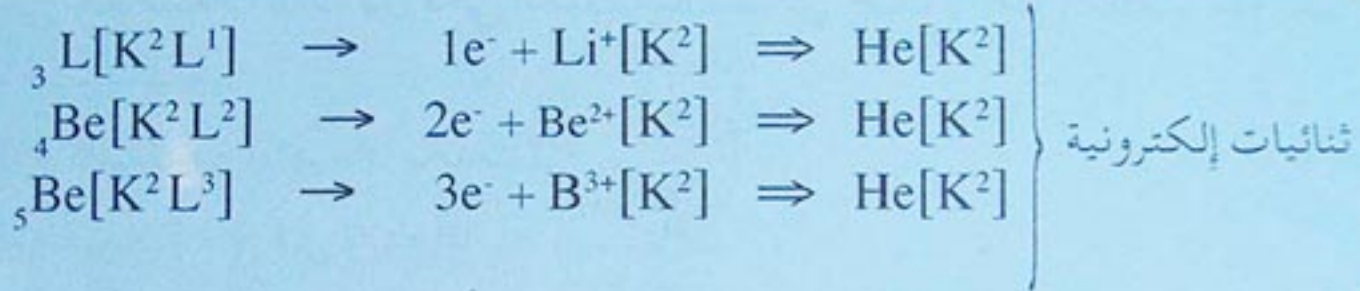 ₃L[K²L¹] → 1e⁻ + Li⁺[K²] ⇒ He[K²]
₄Be[K²L²] → 2e⁻ + Be²⁺[K²] ⇒ He[K²]
₅Be[K²L³] → 3e⁻ + B³⁺[K²] ⇒ He[K²]
ثنائيات إلكترونية